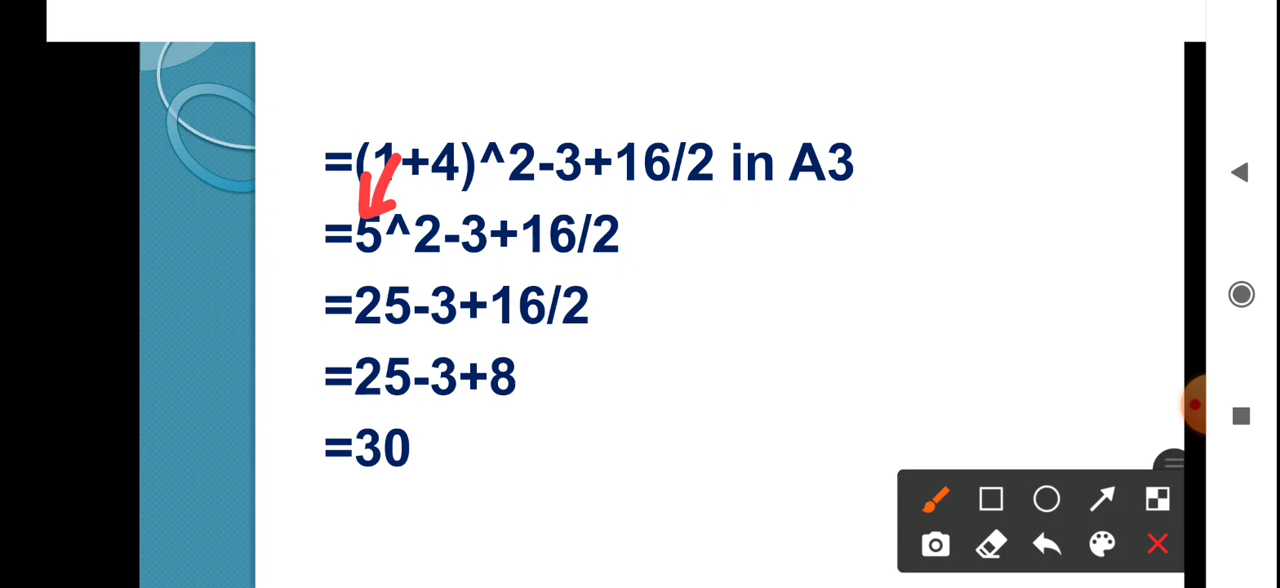 =(1+4)^2-3+16/2 in A3
=5^2-3+16/2
=25-3+16/2
=25-3+8
=30